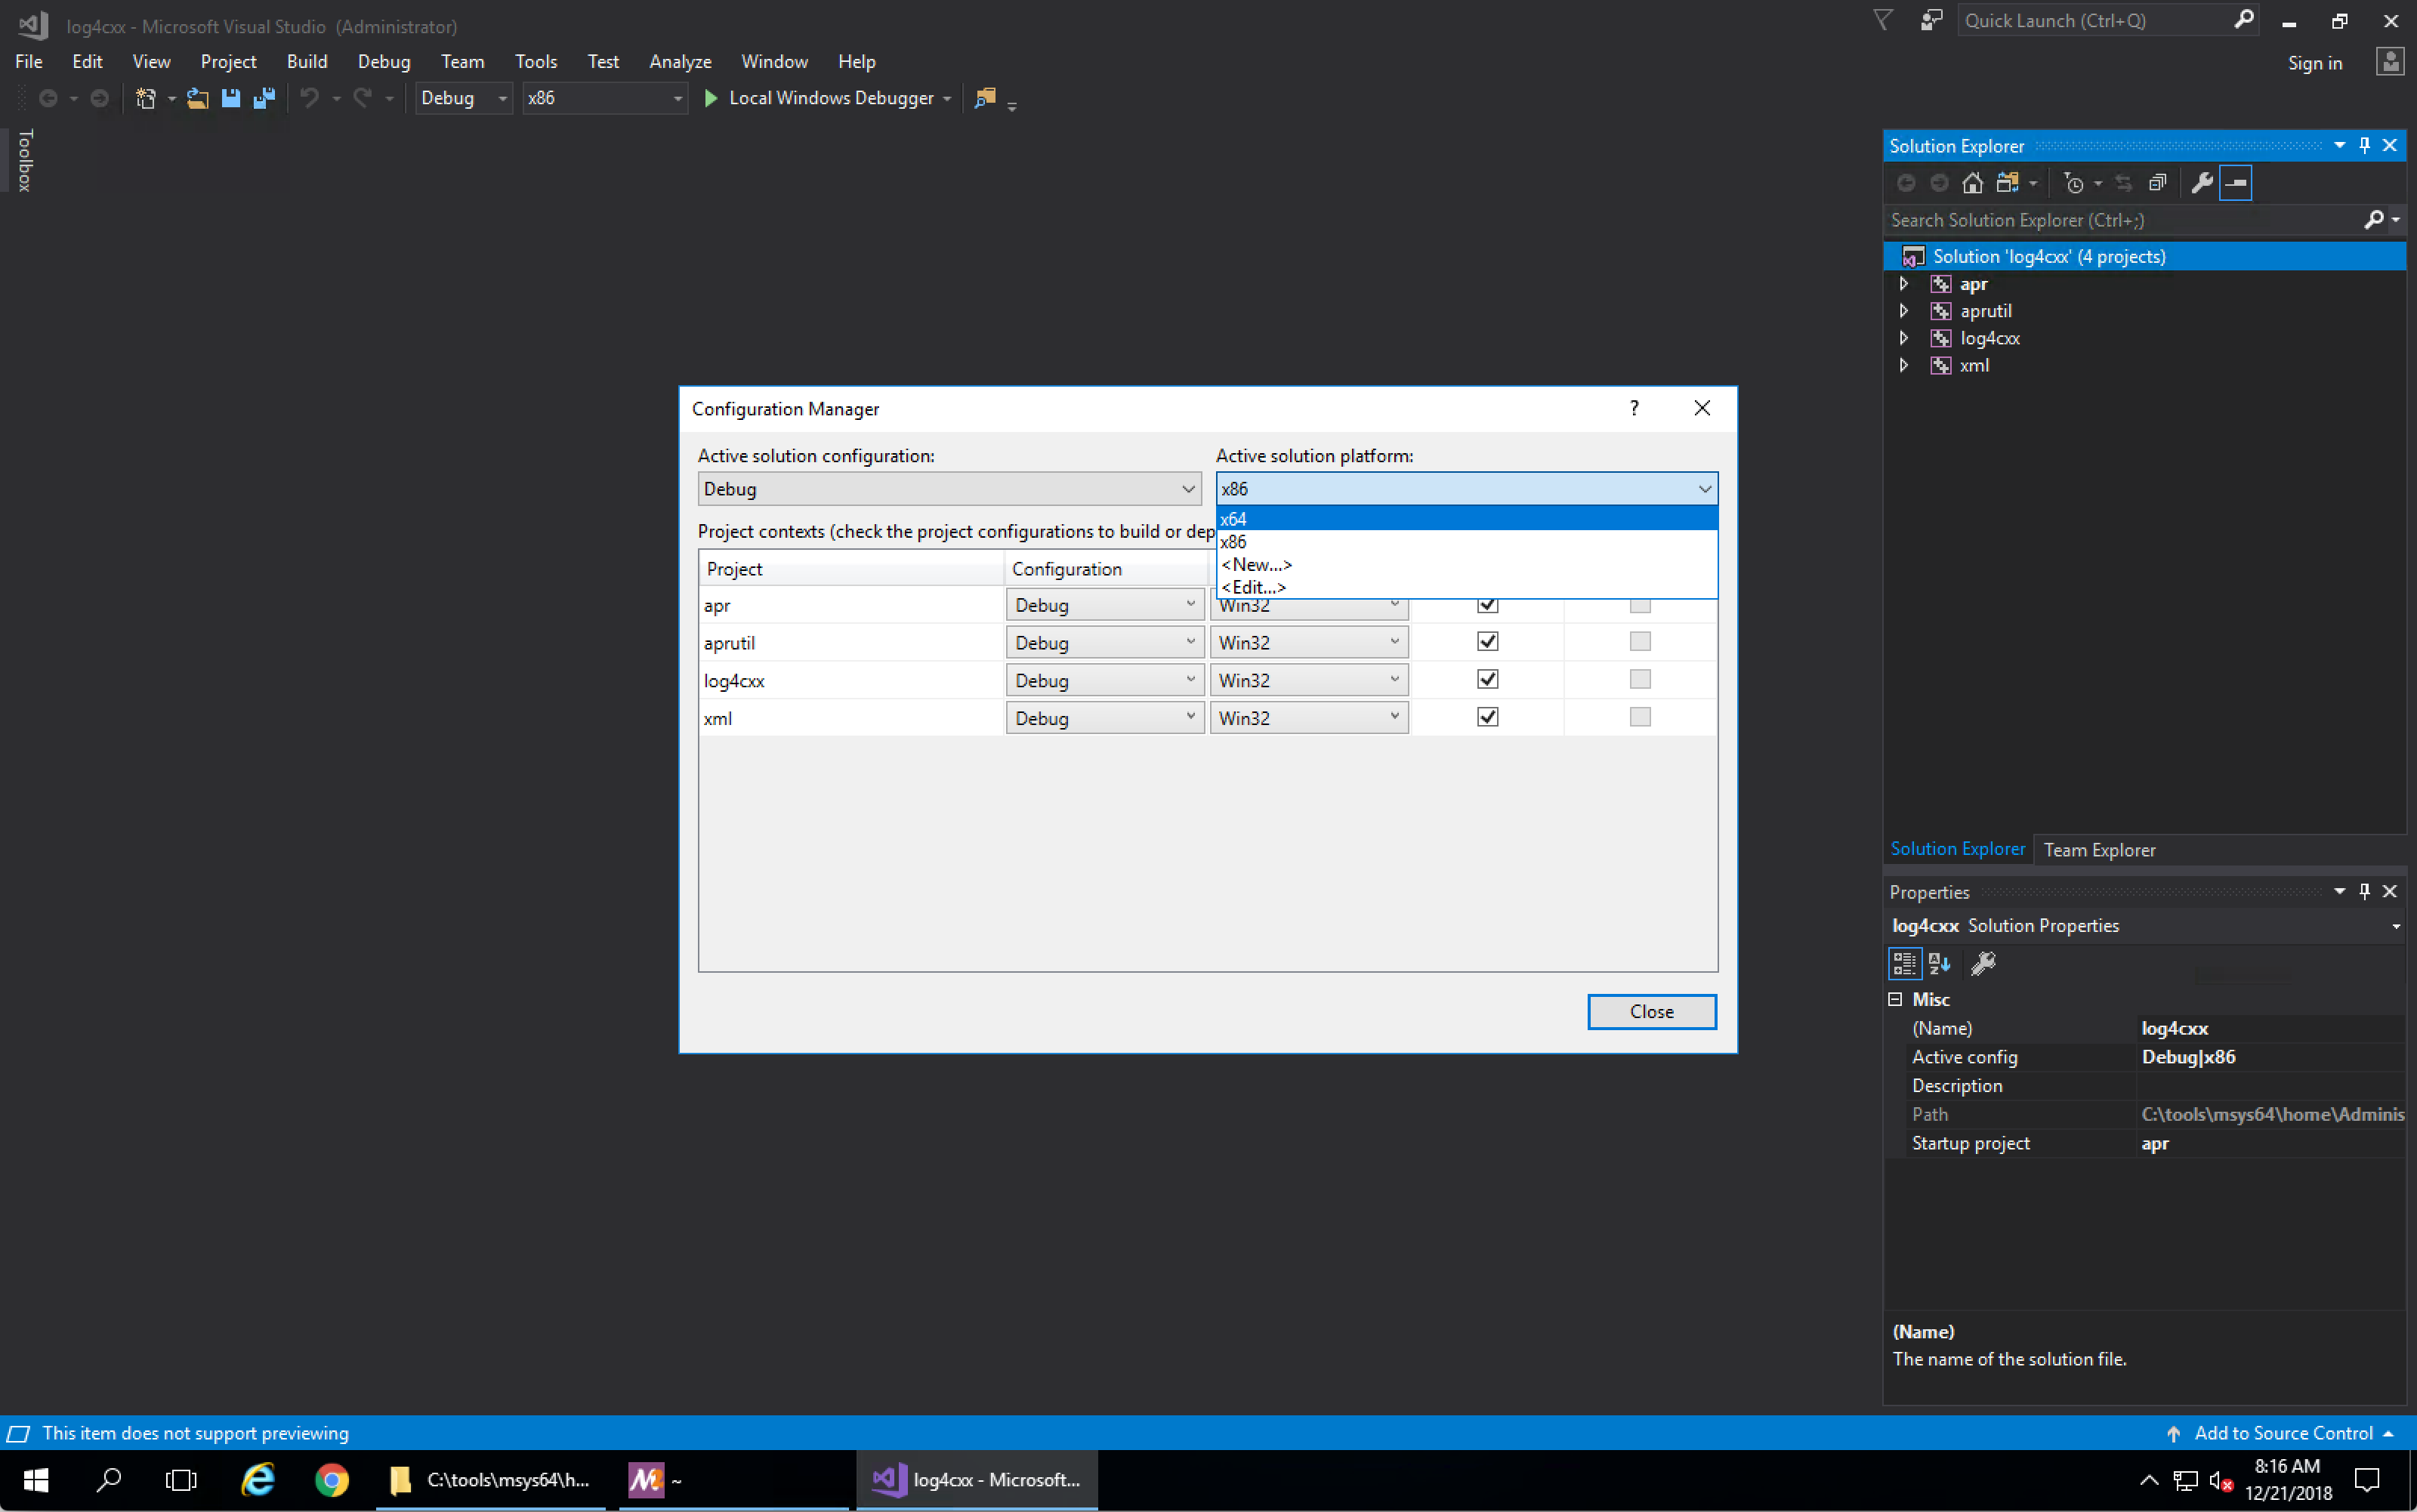 log4cxx - Microsoft Visual Studio (Administrator)
Quick Launch (Ctrl+Q)
File Edit View Project Build Debug Team Tools Test Analyze Window Help
Sign in
Debug x86 Local Windows Debugger
Toolbox
Solution Explorer
Search Solution Explorer (Ctrl+;)
Solution 'log4cxx' (4 projects)
apr
aprutil
log4cxx
xml
Configuration Manager
?
Active solution configuration: Active solution platform:
Debug x86
x64
x86
<New...>
<Edit...>
Project contexts (check the project configurations to build or dep
Project Configuration
apr Debug Win32
aprutil Debug Win32
log4cxx Debug Win32
xml Debug Win32
Close
Solution Explorer Team Explorer
Properties
log4cxx Solution Properties
Misc
(Name) log4cxx
Active config Debug|x86
Description
Path C:\tools\msys64\home\Adminis
Startup project apr
(Name)
The name of the solution file.
This item does not support previewing
Add to Source Control
C:\tools\msys64\h...
~
log4cxx - Microsoft...
8:16 AM
12/21/2018